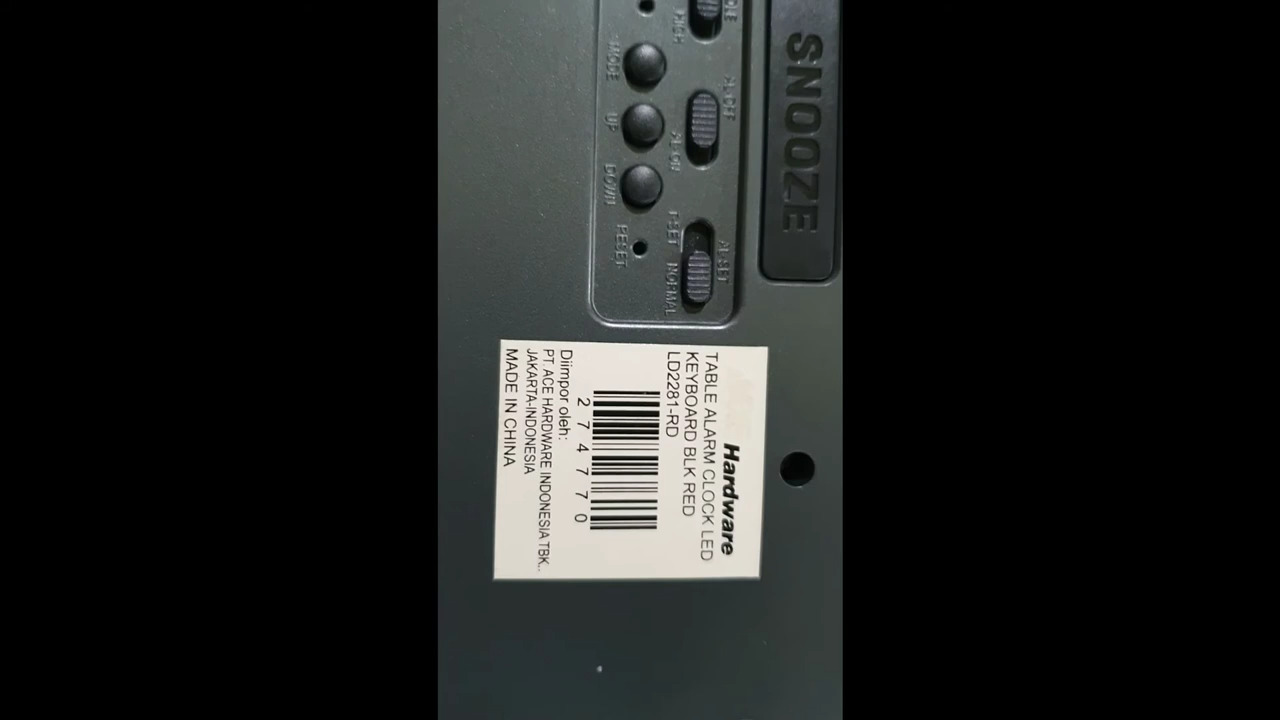 SNOOZE
AL OFF
AL ON
AL SET
T.SET NORMAL
MODE
UP
DOWN
RESET
Hardware
TABLE ALARM CLOCK LED
KEYBOARD BLK RED
LD2281-RD
2 7 4 7 7 0
Diimpor oleh:
PT ACE HARDWARE INDONESIA TBK..
JAKARTA-INDONESIA
MADE IN CHINA